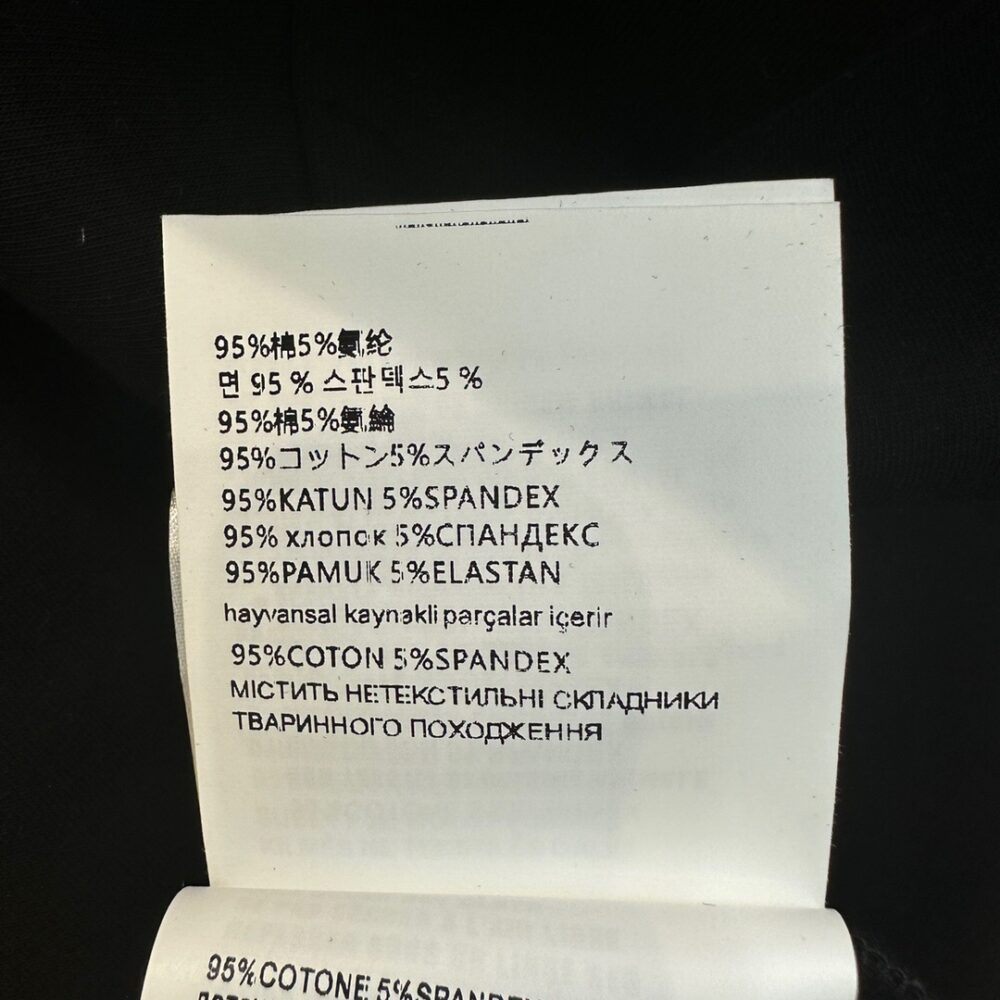 95%棉5%氨纶
면 95 % 스판덱스5 %
95%棉5%氨綸
95%コットン5%スパンデックス
95%KATUN 5%SPANDEX
95% хлопок 5%СПАНДЕКС
95%PAMUK 5%ELASTAN
hayvansal kaynakli parçalar içerir
95%COTON 5%SPANDEX
МІСТИТЬ НЕТЕКСТИЛЬНІ СКЛАДНИКИ
ТВАРИННОГО ПОХОДЖЕННЯ
95%COTONE 5%SPANDEX